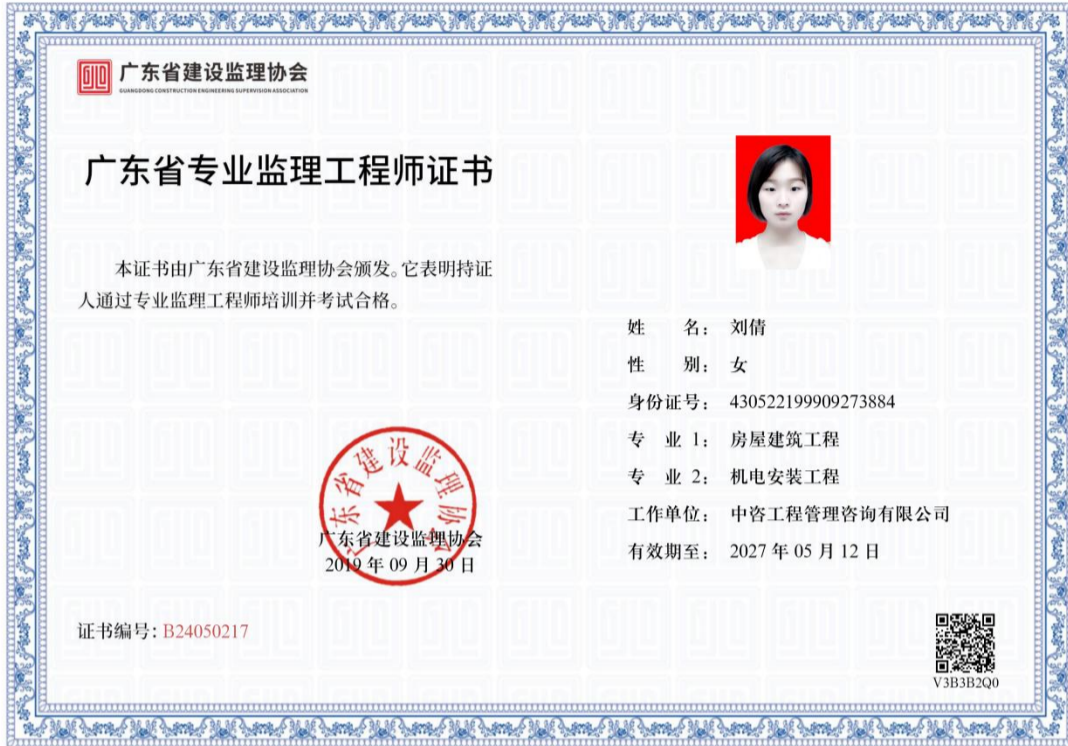 广东省建设监理协会
GUANGDONG CONSTRUCTION ENGINEERING SUPERVISION ASSOCIATION
广东省专业监理工程师证书
本证书由广东省建设监理协会颁发。它表明持证
人通过专业监理工程师培训并考试合格。
姓 名： 刘倩
性 别： 女
身份证号： 430522199909273884
专 业 1： 房屋建筑工程
专 业 2： 机电安装工程
工作单位： 中咨工程管理咨询有限公司
有效期至： 2027 年 05 月 12 日
广东省建设监理协会
广东省建设监理协会
2019 年 09 月 30 日
证书编号：B24050217
V3B3B2Q0